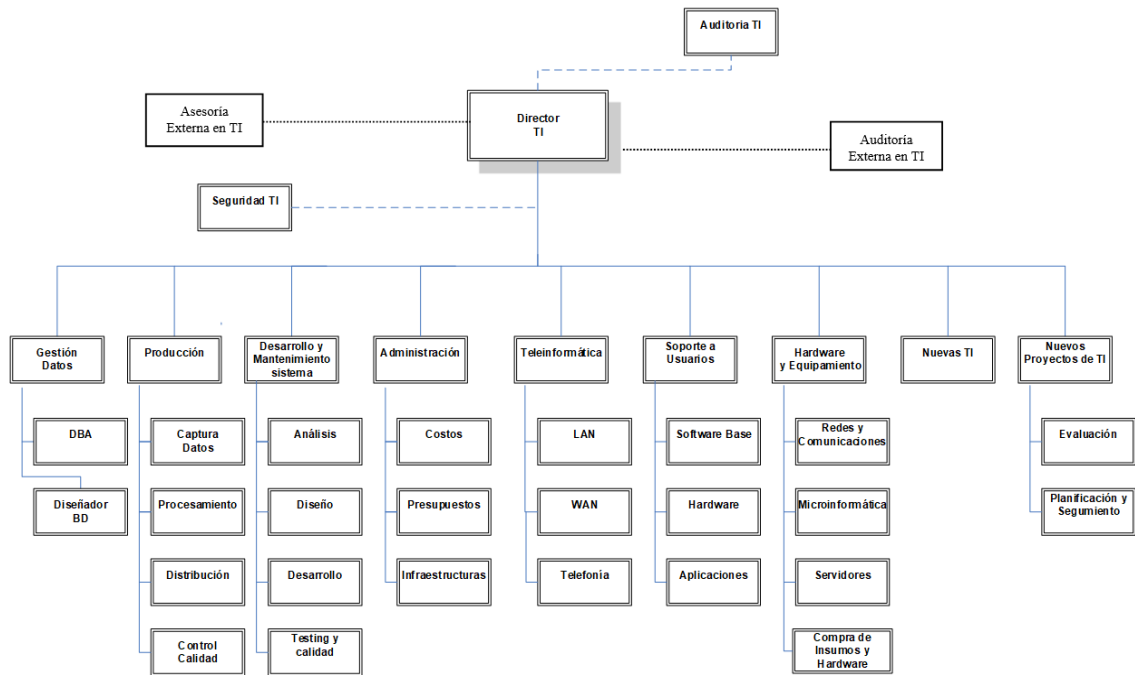 Auditoria TI
Asesoría
Externa en TI
Director
TI
Auditoría
Externa en TI
Seguridad TI
Gestión
Datos
Producción
Desarrollo y
Mantenimiento
sistema
Administración
Teleinformática
Soporte a
Usuarios
Hardware
y Equipamiento
Nuevas TI
Nuevos
Proyectos de TI
DBA
Captura
Datos
Análisis
Costos
LAN
Software Base
Redes y
Comunicaciones
Evaluación
Diseñador
BD
Procesamiento
Diseño
Presupuestos
WAN
Hardware
Microinformática
Planificación y
Segumiento
Distribución
Desarrollo
Infraestructuras
Telefonía
Aplicaciones
Servidores
Control
Calidad
Testing y
calidad
Compra de
Insumos y
Hardware